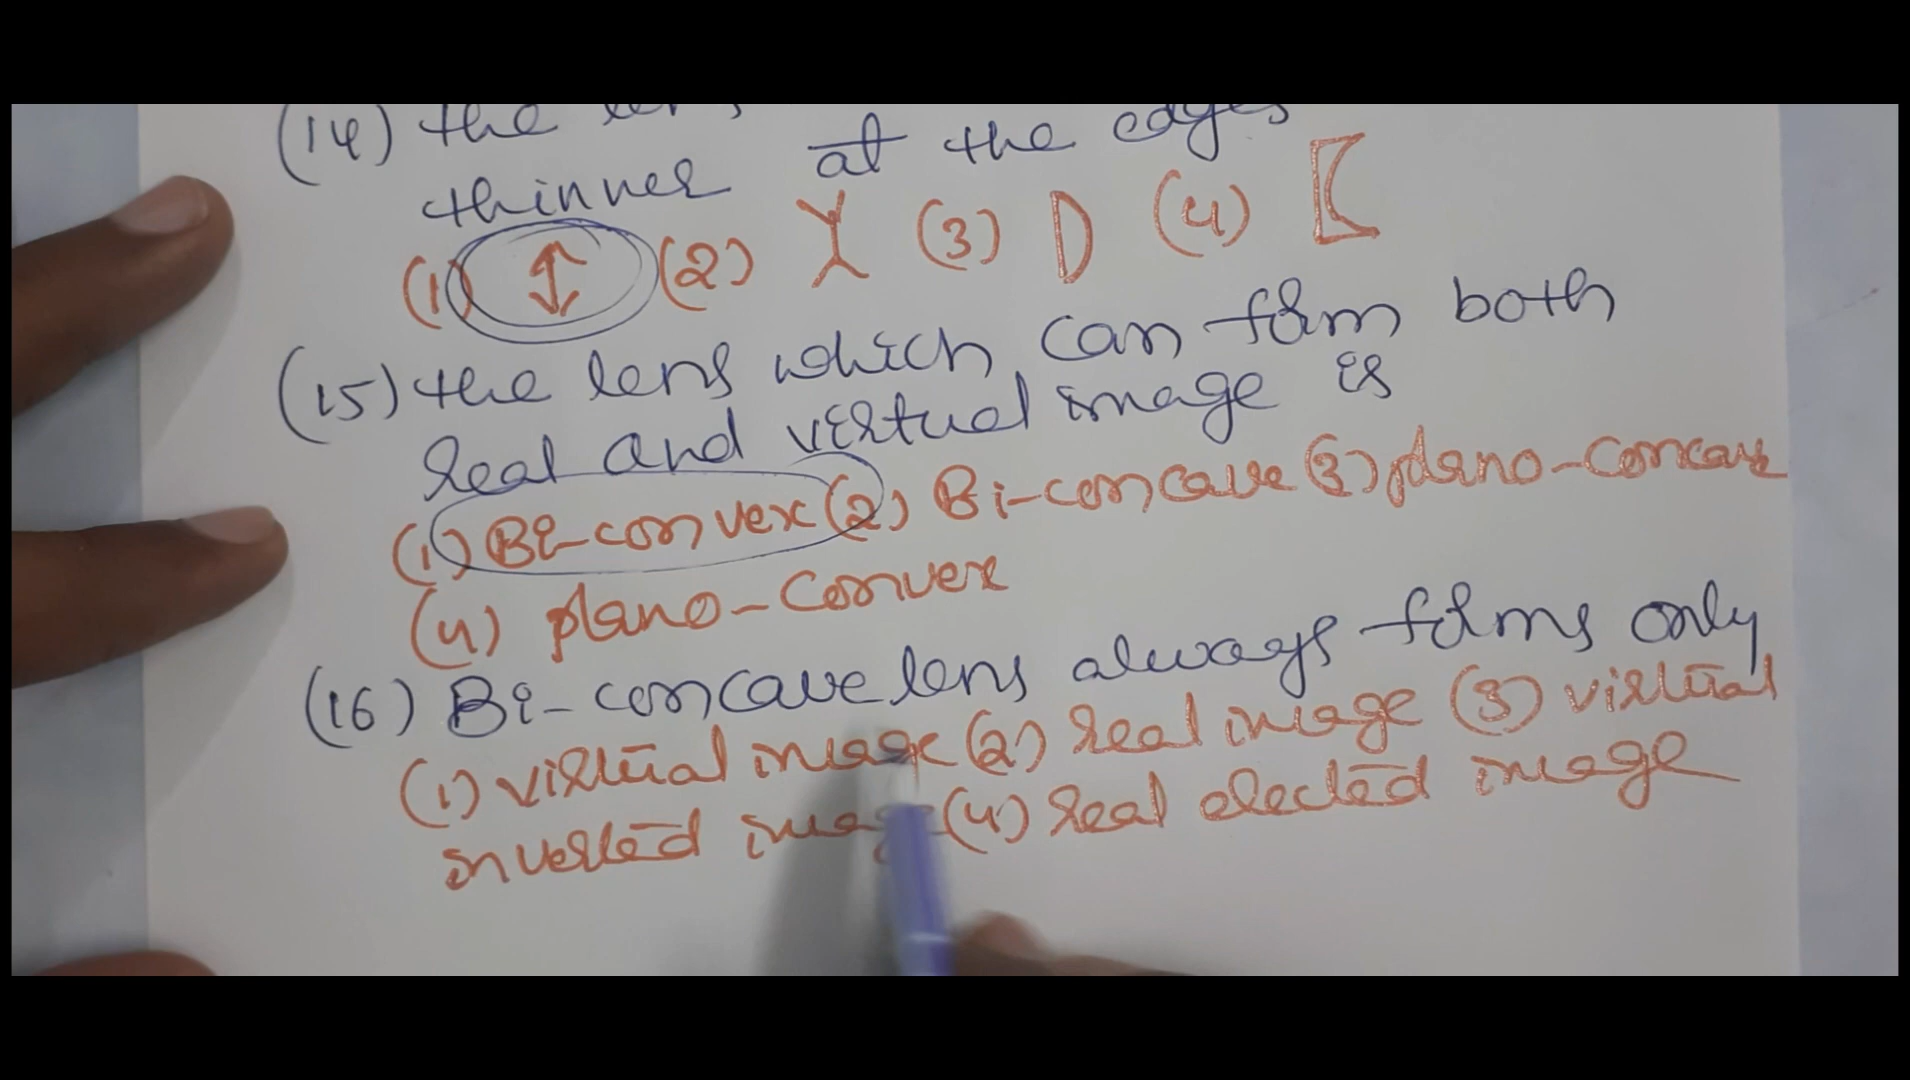 (14) the lens
thinner at the edges
(1) (2) (3) (4)
(15) the lens which can form both
real and virtual image is
(1) Bi-convex (2) Bi-concave (3) plano-concave
(4) plano-convex
(16) Bi-concave lens always forms only
(1) virtual image (2) real image (3) virtual
inverted image (4) real erected image